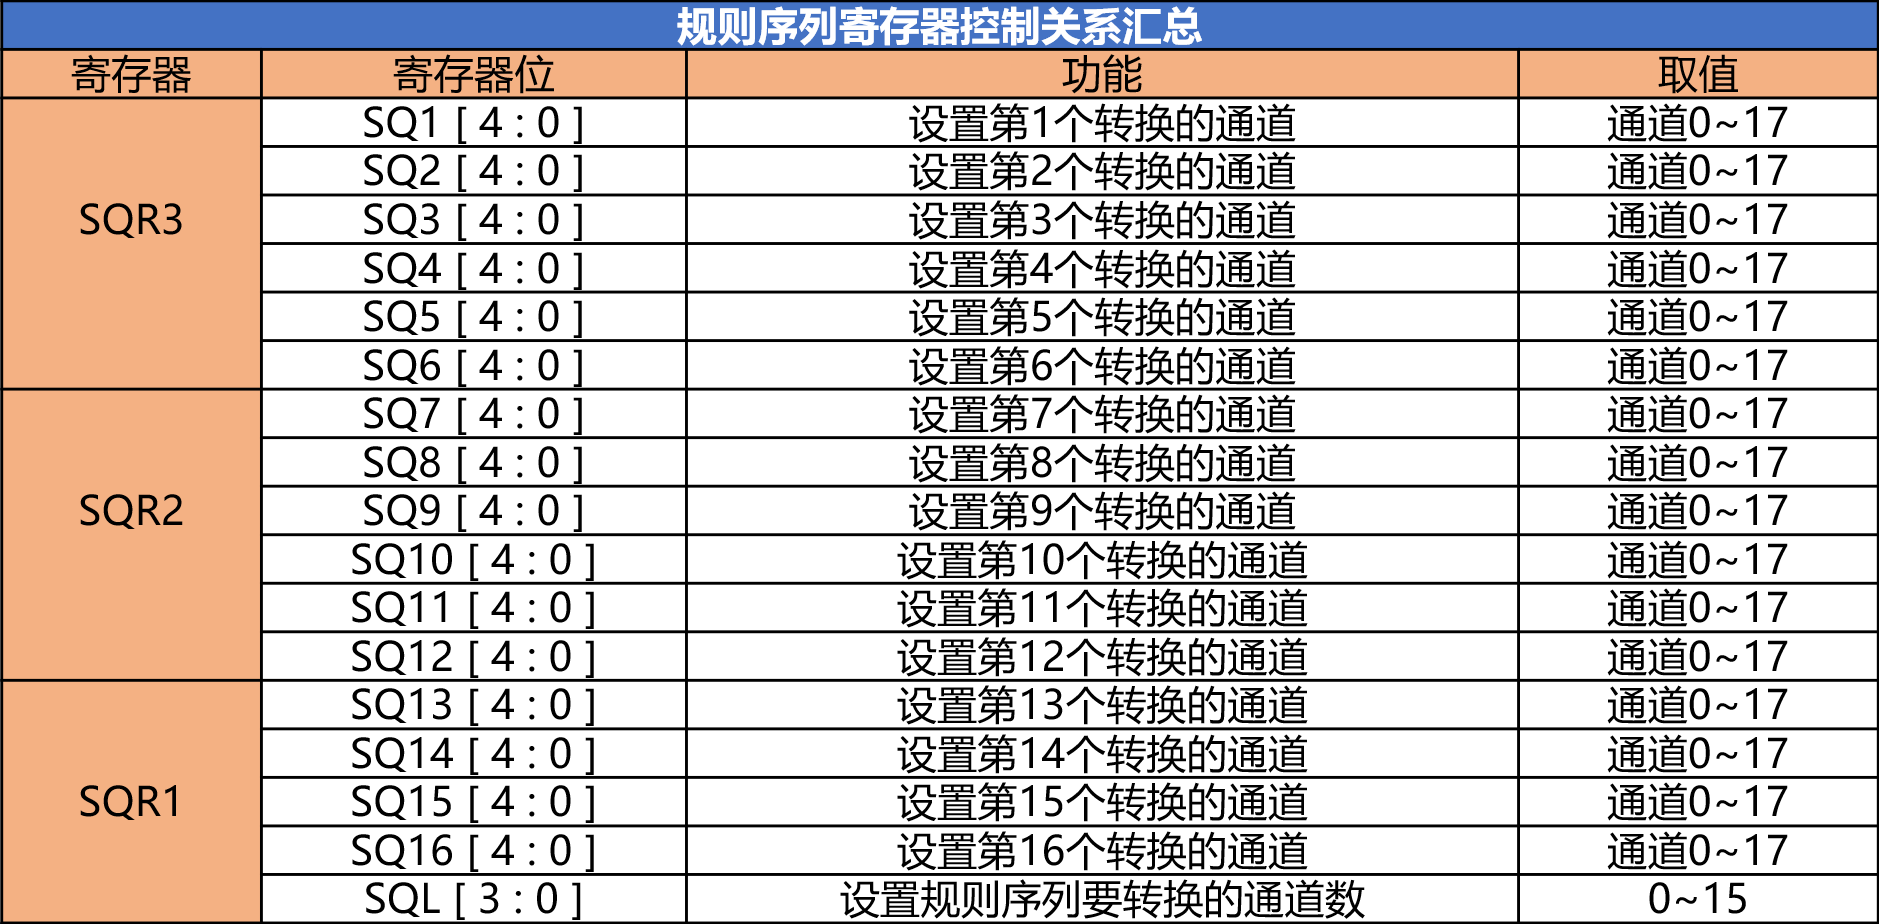 规则序列寄存器控制关系汇总
寄存器 寄存器位 功能 取值
SQR3 SQ1 [ 4 : 0 ] 设置第1个转换的通道 通道0~17
SQ2 [ 4 : 0 ] 设置第2个转换的通道 通道0~17
SQ3 [ 4 : 0 ] 设置第3个转换的通道 通道0~17
SQ4 [ 4 : 0 ] 设置第4个转换的通道 通道0~17
SQ5 [ 4 : 0 ] 设置第5个转换的通道 通道0~17
SQ6 [ 4 : 0 ] 设置第6个转换的通道 通道0~17
SQR2 SQ7 [ 4 : 0 ] 设置第7个转换的通道 通道0~17
SQ8 [ 4 : 0 ] 设置第8个转换的通道 通道0~17
SQ9 [ 4 : 0 ] 设置第9个转换的通道 通道0~17
SQ10 [ 4 : 0 ] 设置第10个转换的通道 通道0~17
SQ11 [ 4 : 0 ] 设置第11个转换的通道 通道0~17
SQ12 [ 4 : 0 ] 设置第12个转换的通道 通道0~17
SQR1 SQ13 [ 4 : 0 ] 设置第13个转换的通道 通道0~17
SQ14 [ 4 : 0 ] 设置第14个转换的通道 通道0~17
SQ15 [ 4 : 0 ] 设置第15个转换的通道 通道0~17
SQ16 [ 4 : 0 ] 设置第16个转换的通道 通道0~17
SQL [ 3 : 0 ] 设置规则序列要转换的通道数 0~15